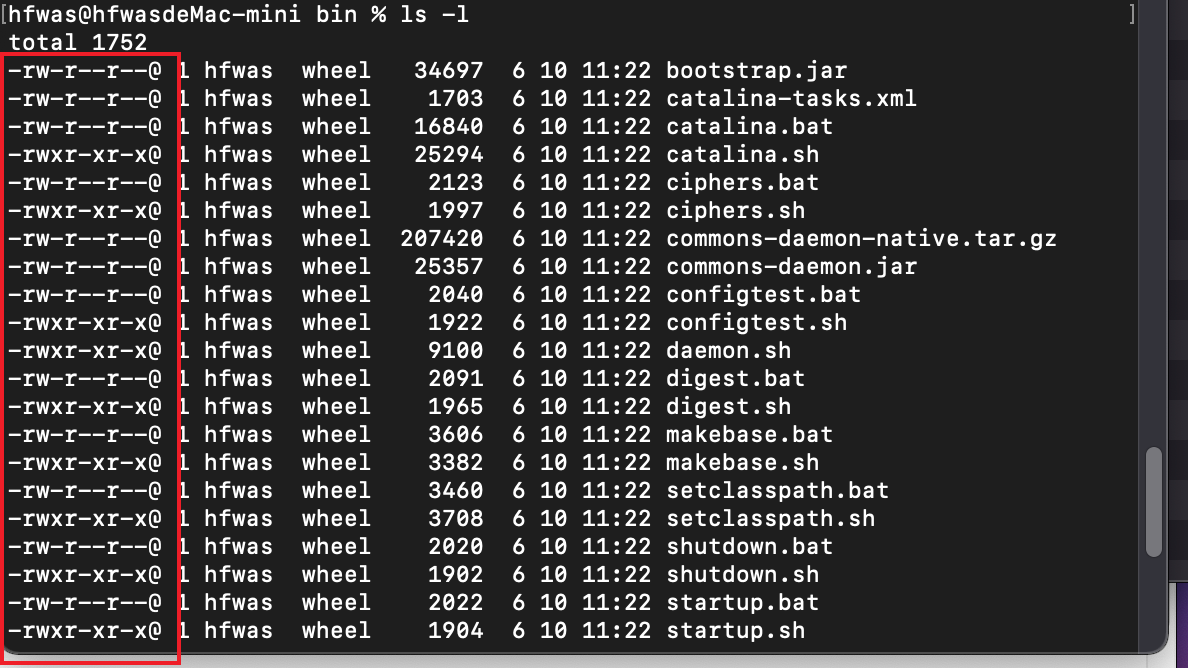 [hfwas@hfwasdeMac-mini bin % ls -l ]
total 1752
-rw-r--r--@ 1 hfwas  wheel   34697  6 10 11:22 bootstrap.jar
-rw-r--r--@ 1 hfwas  wheel    1703  6 10 11:22 catalina-tasks.xml
-rw-r--r--@ 1 hfwas  wheel   16840  6 10 11:22 catalina.bat
-rwxr-xr-x@ 1 hfwas  wheel   25294  6 10 11:22 catalina.sh
-rw-r--r--@ 1 hfwas  wheel    2123  6 10 11:22 ciphers.bat
-rwxr-xr-x@ 1 hfwas  wheel    1997  6 10 11:22 ciphers.sh
-rw-r--r--@ 1 hfwas  wheel  207420  6 10 11:22 commons-daemon-native.tar.gz
-rw-r--r--@ 1 hfwas  wheel   25357  6 10 11:22 commons-daemon.jar
-rw-r--r--@ 1 hfwas  wheel    2040  6 10 11:22 configtest.bat
-rwxr-xr-x@ 1 hfwas  wheel    1922  6 10 11:22 configtest.sh
-rwxr-xr-x@ 1 hfwas  wheel    9100  6 10 11:22 daemon.sh
-rw-r--r--@ 1 hfwas  wheel    2091  6 10 11:22 digest.bat
-rwxr-xr-x@ 1 hfwas  wheel    1965  6 10 11:22 digest.sh
-rw-r--r--@ 1 hfwas  wheel    3606  6 10 11:22 makebase.bat
-rwxr-xr-x@ 1 hfwas  wheel    3382  6 10 11:22 makebase.sh
-rw-r--r--@ 1 hfwas  wheel    3460  6 10 11:22 setclasspath.bat
-rwxr-xr-x@ 1 hfwas  wheel    3708  6 10 11:22 setclasspath.sh
-rw-r--r--@ 1 hfwas  wheel    2020  6 10 11:22 shutdown.bat
-rwxr-xr-x@ 1 hfwas  wheel    1902  6 10 11:22 shutdown.sh
-rw-r--r--@ 1 hfwas  wheel    2022  6 10 11:22 startup.bat
-rwxr-xr-x@ 1 hfwas  wheel    1904  6 10 11:22 startup.sh